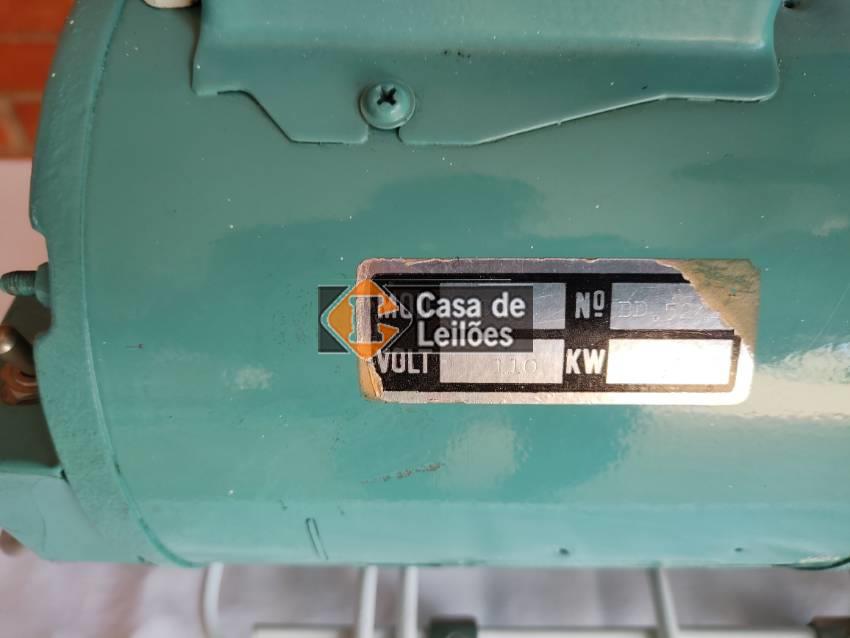 Nº
Casa de
Leilões
VOLT 110 KW